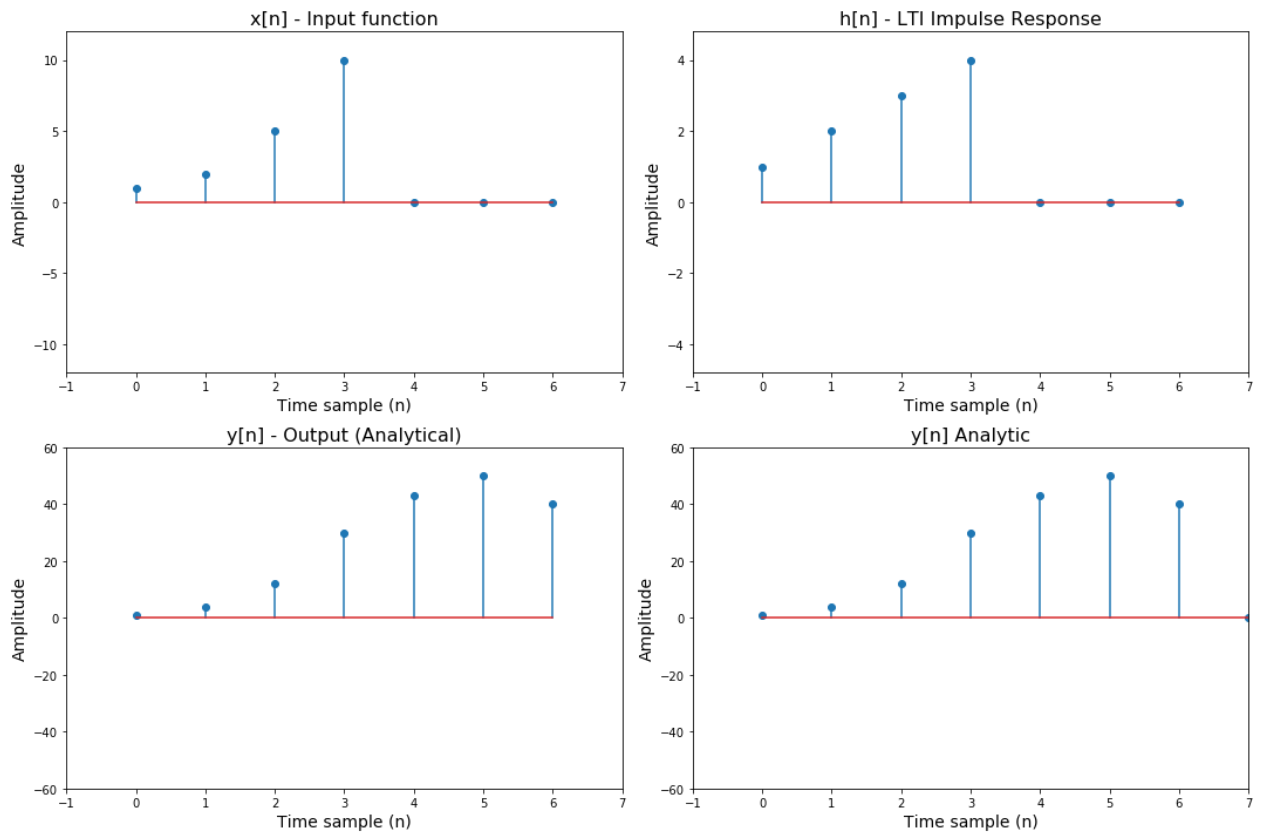 x[n] - Input function
10
5
0
−5
−10
Amplitude
−1 0 1 2 3 4 5 6 7
Time sample (n)
h[n] - LTI Impulse Response
4
2
0
−2
−4
Amplitude
−1 0 1 2 3 4 5 6 7
Time sample (n)
y[n] - Output (Analytical)
60
40
20
0
−20
−40
−60
Amplitude
−1 0 1 2 3 4 5 6 7
Time sample (n)
y[n] Analytic
60
40
20
0
−20
−40
−60
Amplitude
−1 0 1 2 3 4 5 6 7
Time sample (n)